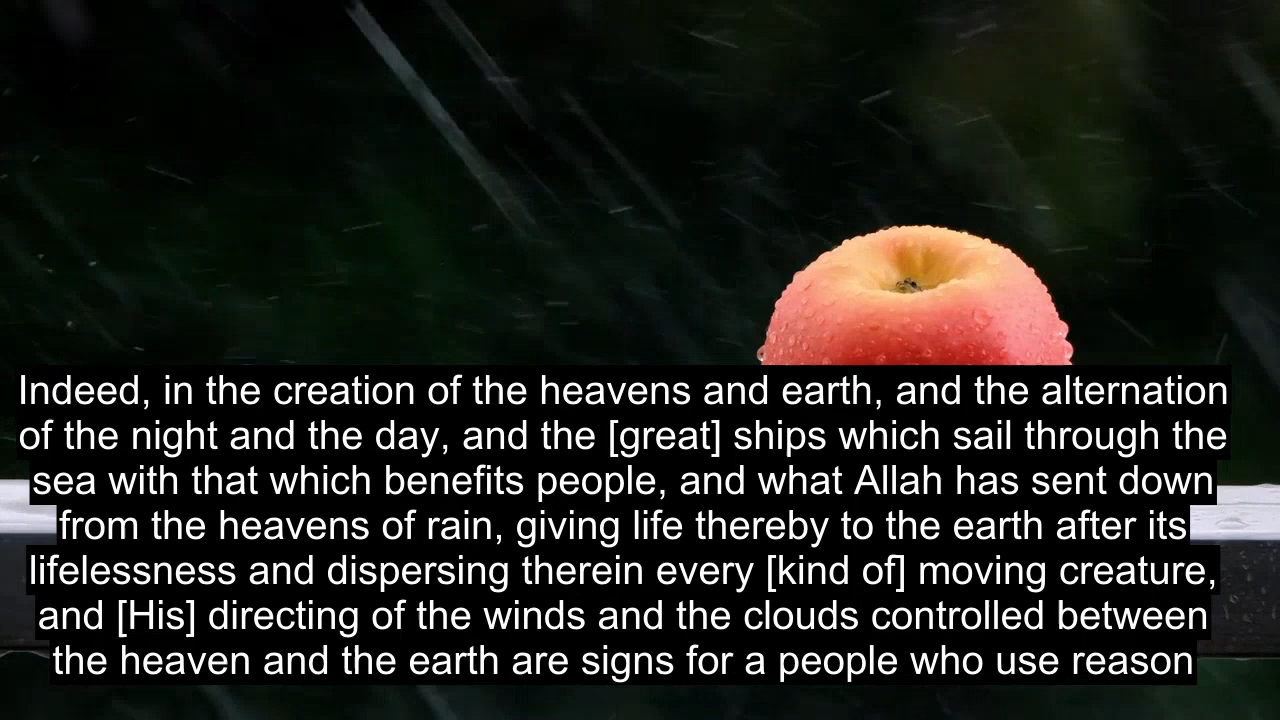 Indeed, in the creation of the heavens and earth, and the alternation
of the night and the day, and the [great] ships which sail through the
sea with that which benefits people, and what Allah has sent down
from the heavens of rain, giving life thereby to the earth after its
lifelessness and dispersing therein every [kind of] moving creature,
and [His] directing of the winds and the clouds controlled between
the heaven and the earth are signs for a people who use reason